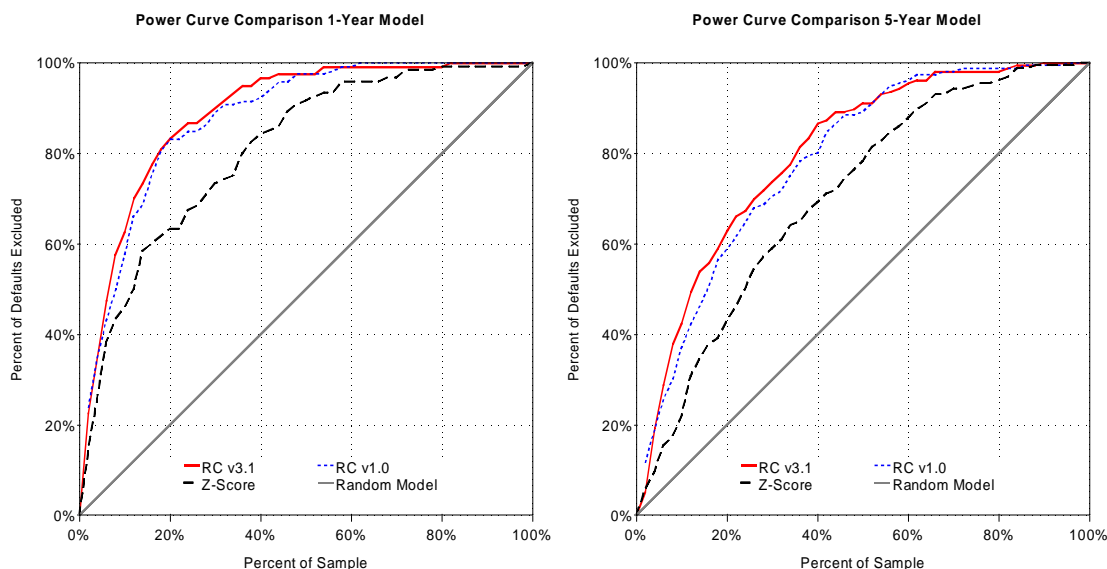 Power Curve Comparison 1-Year Model
100%
80%
60%
40%
20%
0%
Percent of Defaults Excluded
RC v3.1
RC v1.0
Z-Score
Random Model
0%
20%
40%
60%
80%
100%
Percent of Sample
Power Curve Comparison 5-Year Model
100%
80%
60%
40%
20%
0%
Percent of Defaults Excluded
RC v3.1
RC v1.0
Z-Score
Random Model
0%
20%
40%
60%
80%
100%
Percent of Sample